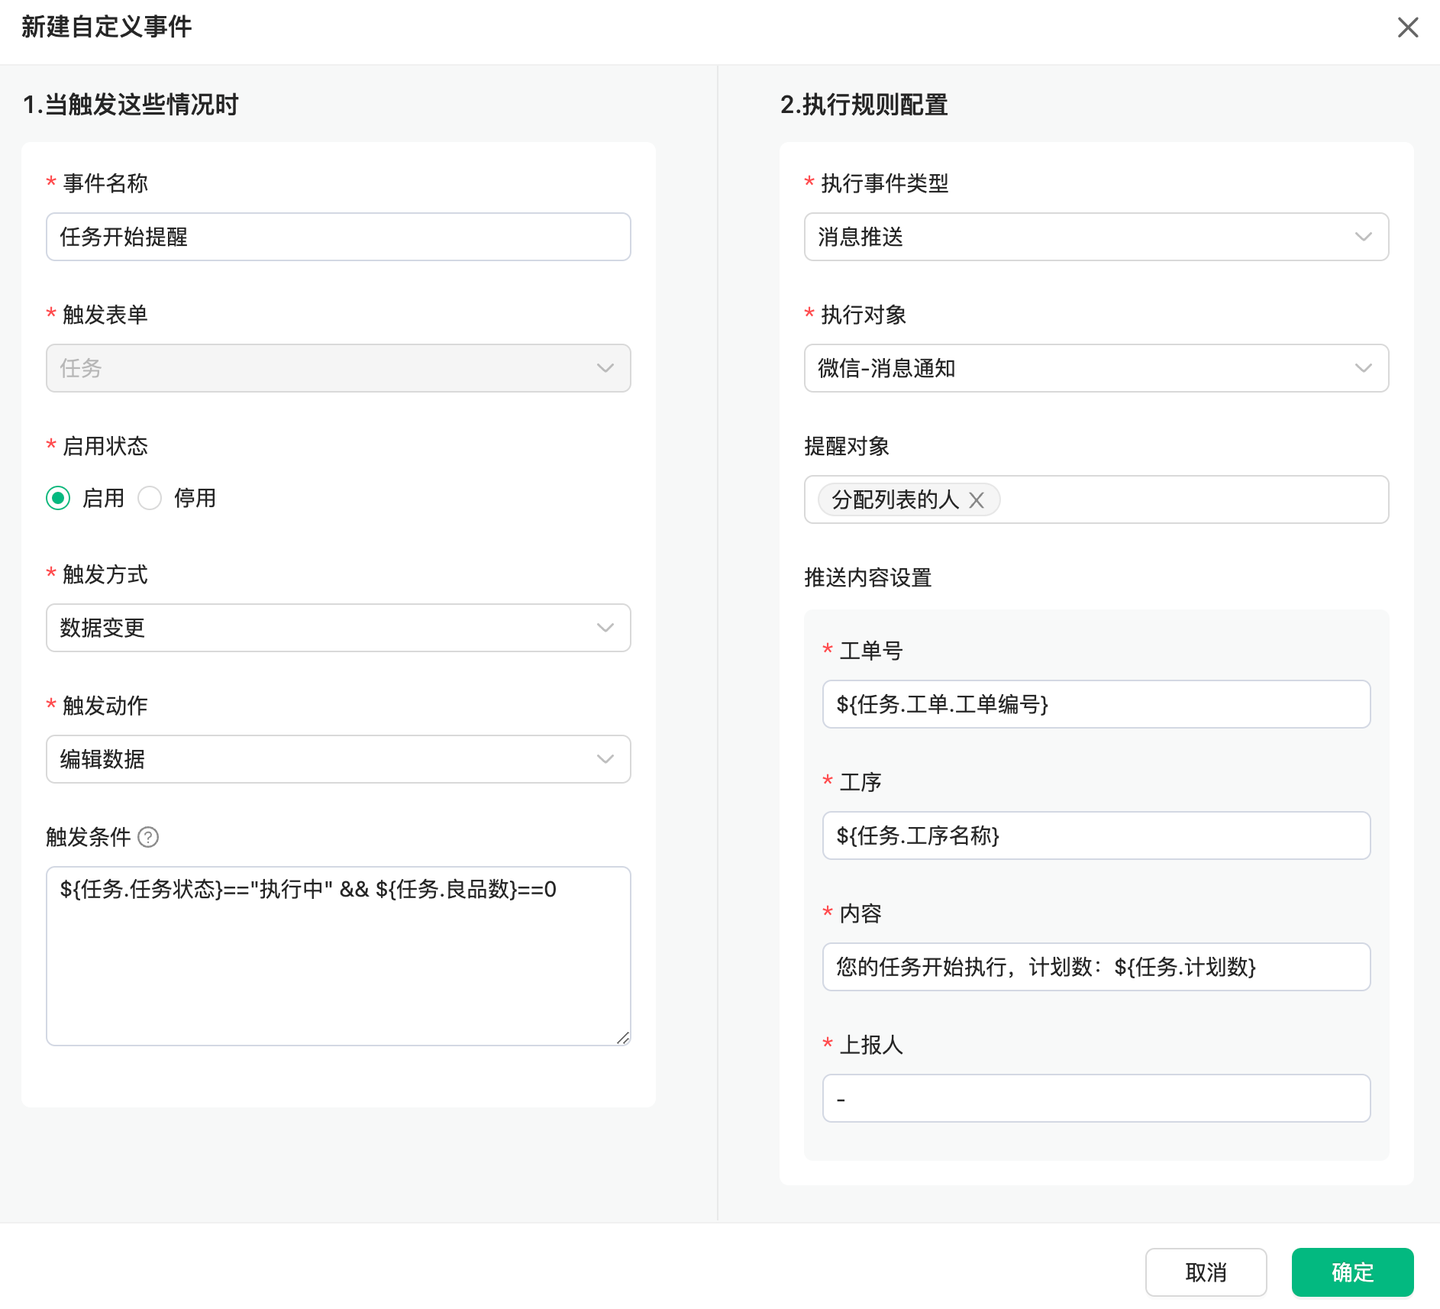 新建自定义事件
1.当触发这些情况时
* 事件名称
任务开始提醒
* 触发表单
任务
* 启用状态
启用 停用
* 触发方式
数据变更
* 触发动作
编辑数据
触发条件 ?
${任务.任务状态}=="执行中" && ${任务.良品数}==0
2.执行规则配置
* 执行事件类型
消息推送
* 执行对象
微信-消息通知
提醒对象
分配列表的人
推送内容设置
* 工单号
${任务.工单.工单编号}
* 工序
${任务.工序名称}
* 内容
您的任务开始执行，计划数：${任务.计划数}
* 上报人
-
取消 确定